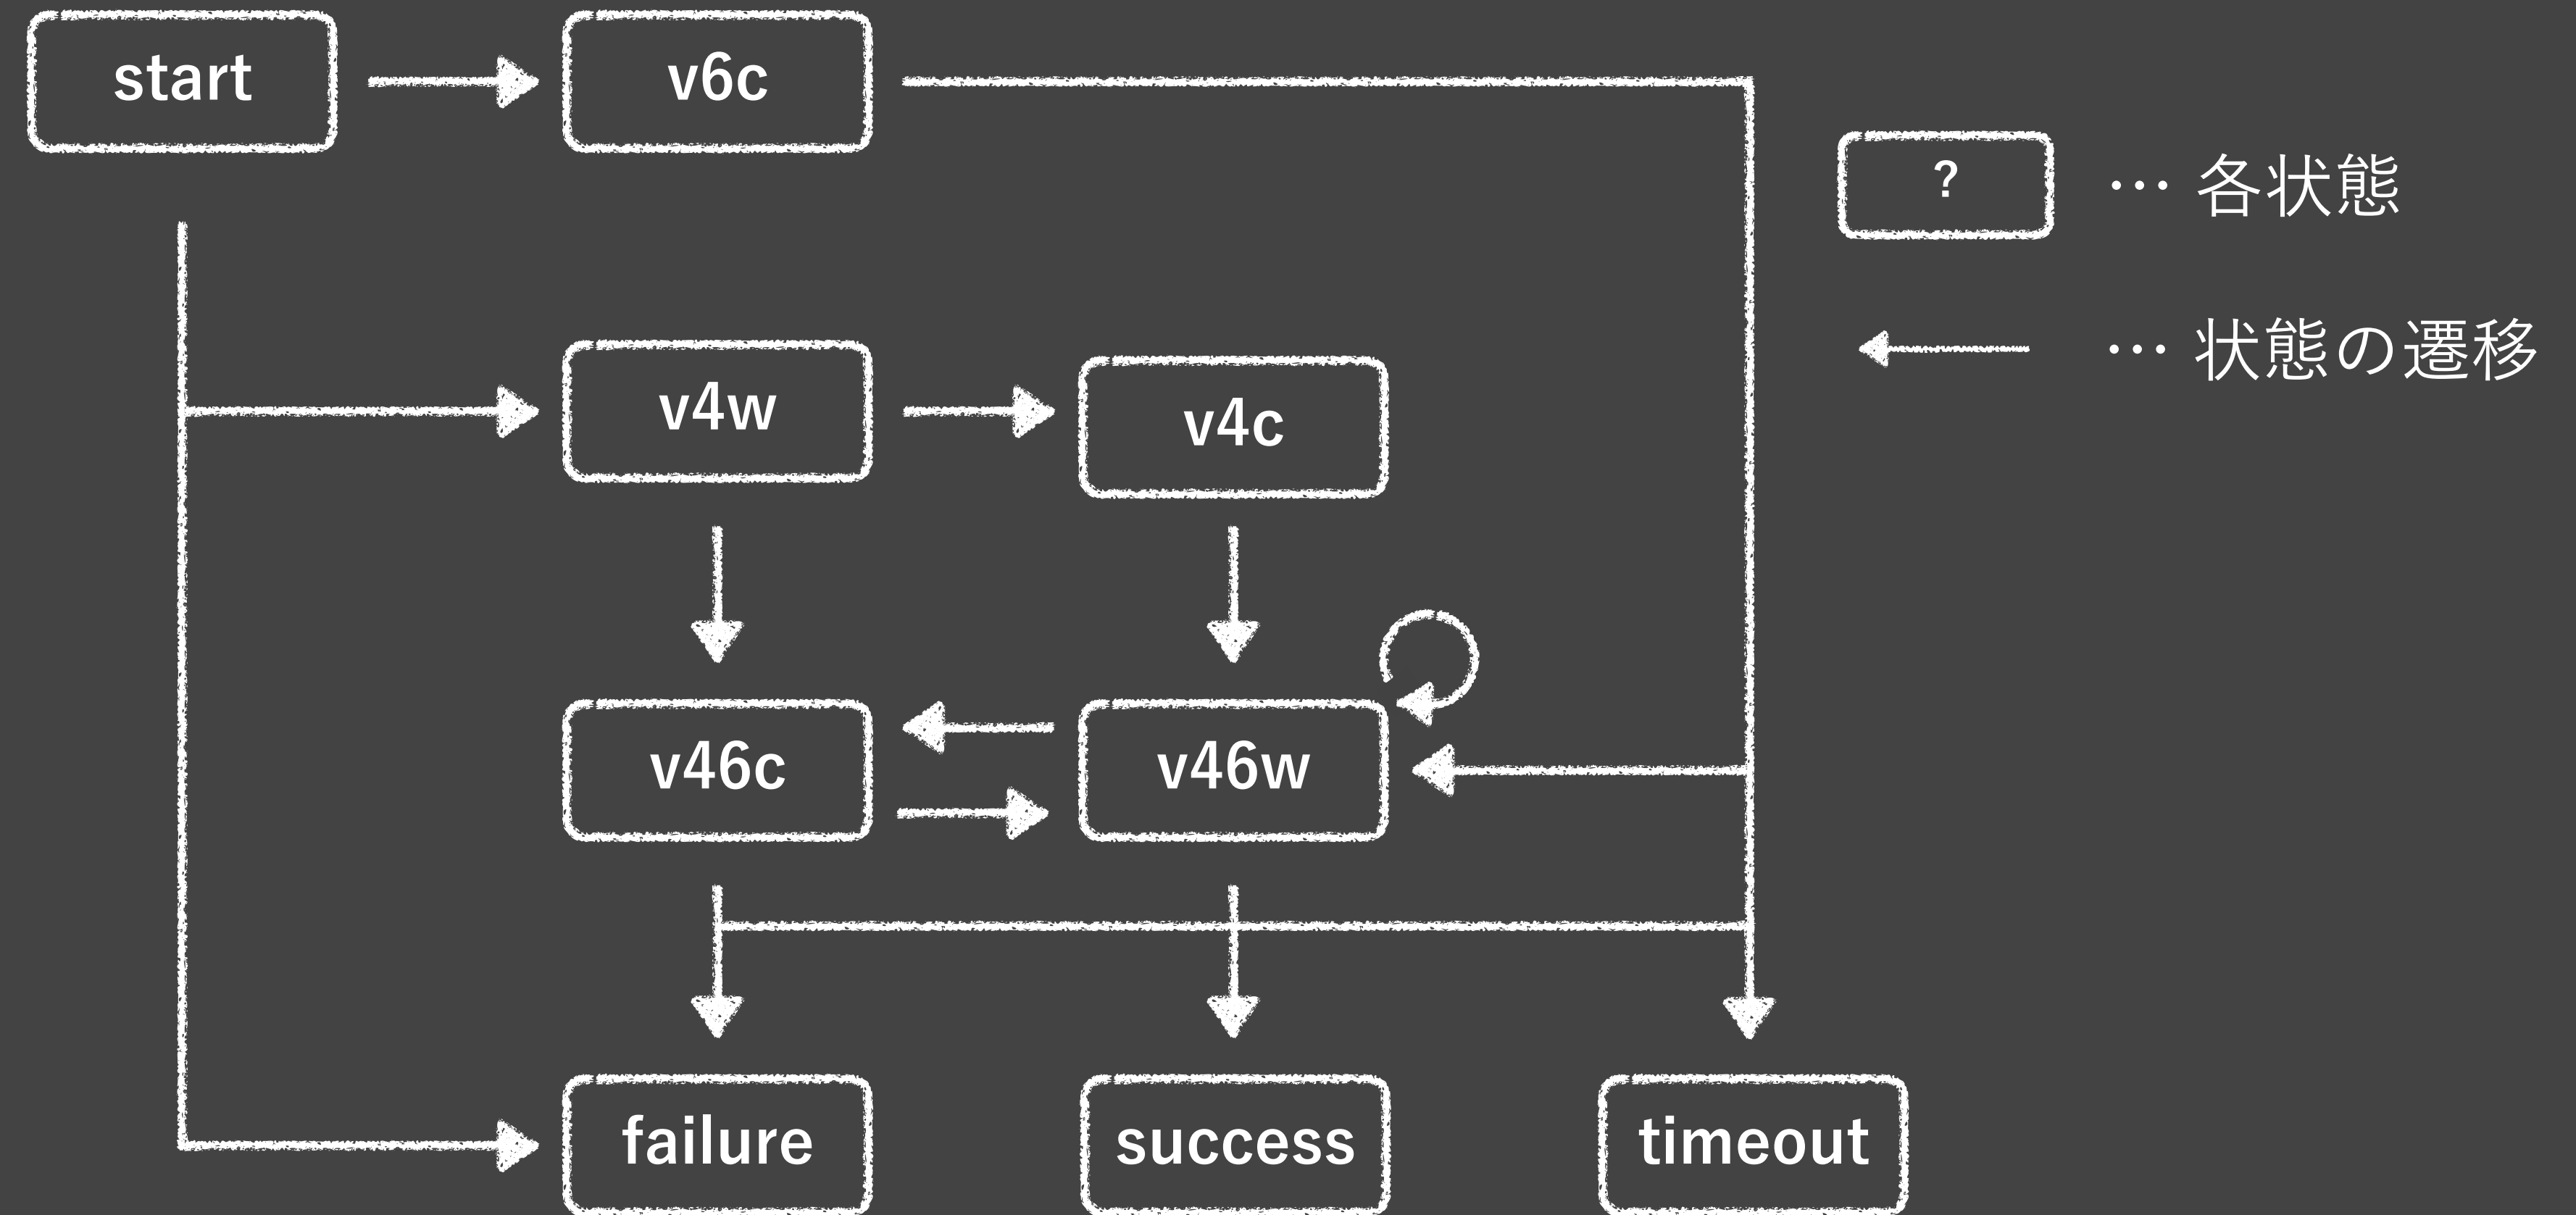 start
v6c
?
… 各状態
… 状態の遷移
v4w
v4c
v46c
v46w
failure
success
timeout